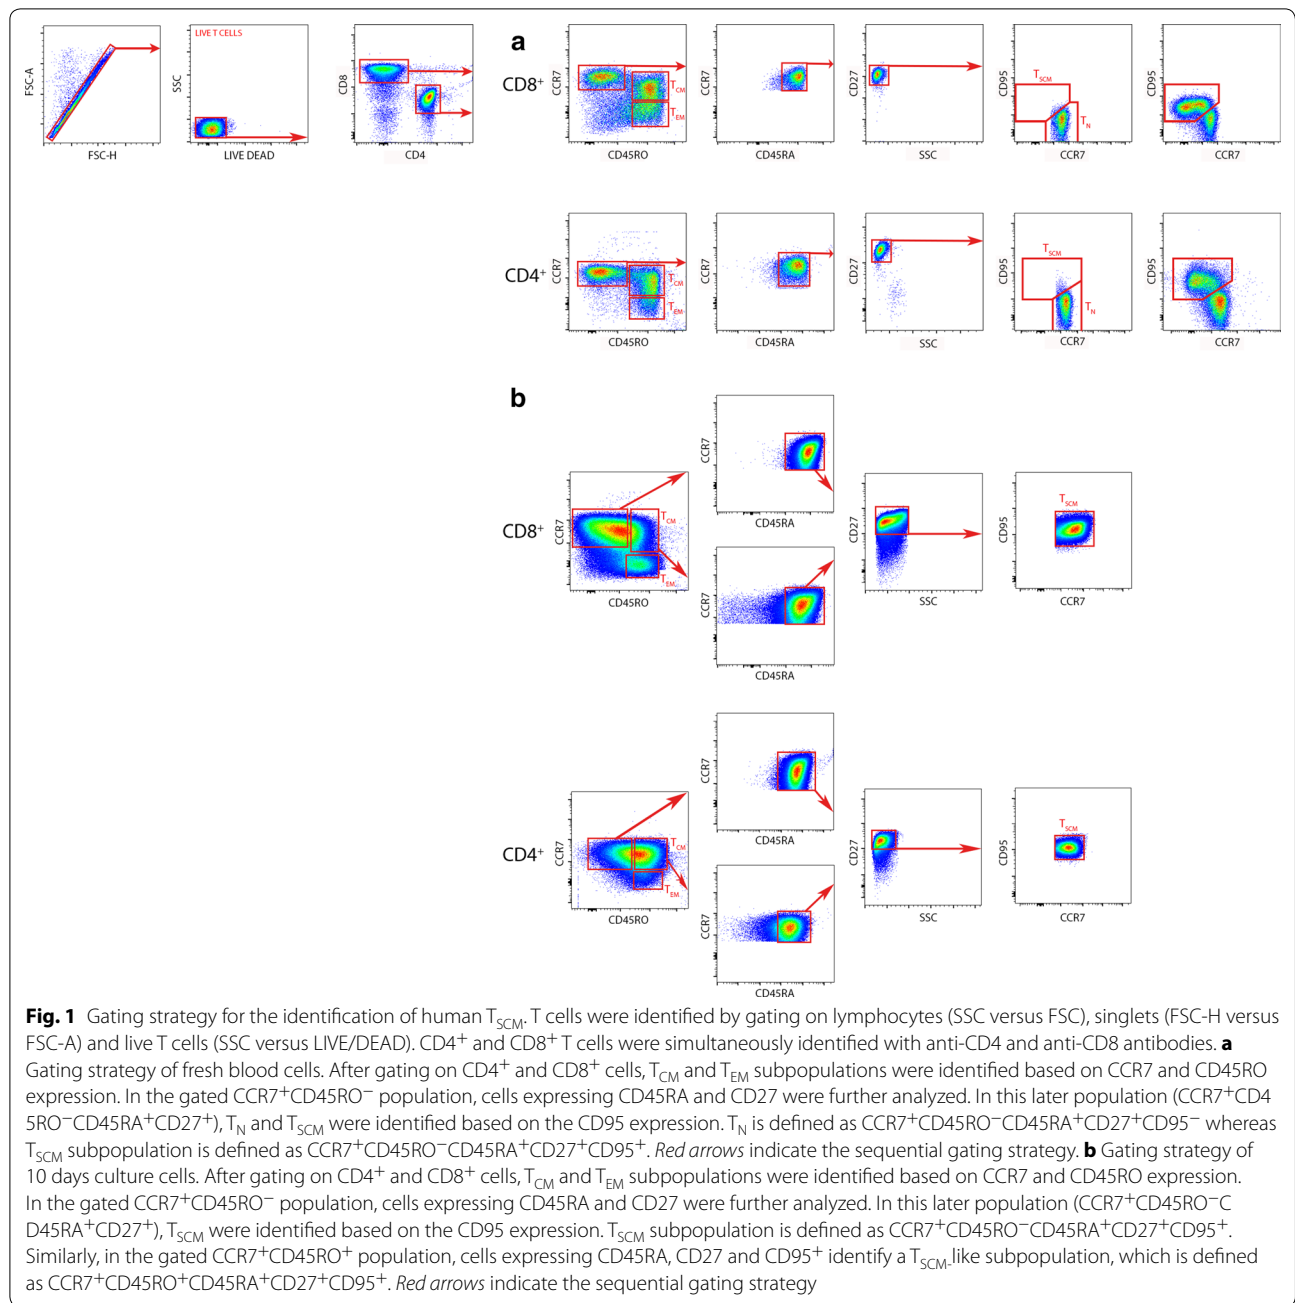 LIVE T CELLS
FSC-A
FSC-H
SSC
LIVE DEAD
CD8
CD4
a
CD8+
CCR7
TCM
TEM
CD45RO
CCR7
CD45RA
CD27
SSC
CD95
TSCM
TN
CCR7
CD95
CCR7
CD4+
CCR7
TCM
TEM
CD45RO
CCR7
CD45RA
CD27
SSC
CD95
TSCM
TN
CCR7
CD95
CCR7
b
CCR7
CD45RA
CD8+
CCR7
TCM
TEM
CD45RO
CCR7
CD45RA
CD27
SSC
CD95
TSCM
CCR7
CCR7
CD45RA
CD4+
CCR7
TCM
TEM
CD45RO
CCR7
CD45RA
CD27
SSC
CD95
TSCM
CCR7
Fig. 1 Gating strategy for the identification of human TSCM. T cells were identified by gating on lymphocytes (SSC versus FSC), singlets (FSC-H versus
FSC-A) and live T cells (SSC versus LIVE/DEAD). CD4+ and CD8+ T cells were simultaneously identified with anti-CD4 and anti-CD8 antibodies. a
Gating strategy of fresh blood cells. After gating on CD4+ and CD8+ cells, TCM and TEM subpopulations were identified based on CCR7 and CD45RO
expression. In the gated CCR7+CD45RO− population, cells expressing CD45RA and CD27 were further analyzed. In this later population (CCR7+CD4
5RO−CD45RA+CD27+), TN and TSCM were identified based on the CD95 expression. TN is defined as CCR7+CD45RO−CD45RA+CD27+CD95− whereas
TSCM subpopulation is defined as CCR7+CD45RO−CD45RA+CD27+CD95+. Red arrows indicate the sequential gating strategy. b Gating strategy of
10 days culture cells. After gating on CD4+ and CD8+ cells, TCM and TEM subpopulations were identified based on CCR7 and CD45RO expression.
In the gated CCR7+CD45RO− population, cells expressing CD45RA and CD27 were further analyzed. In this later population (CCR7+CD45RO−C
D45RA+CD27+), TSCM were identified based on the CD95 expression. TSCM subpopulation is defined as CCR7+CD45RO−CD45RA+CD27+CD95+.
Similarly, in the gated CCR7+CD45RO+ population, cells expressing CD45RA, CD27 and CD95+ identify a TSCM-like subpopulation, which is defined
as CCR7+CD45RO+CD45RA+CD27+CD95+. Red arrows indicate the sequential gating strategy